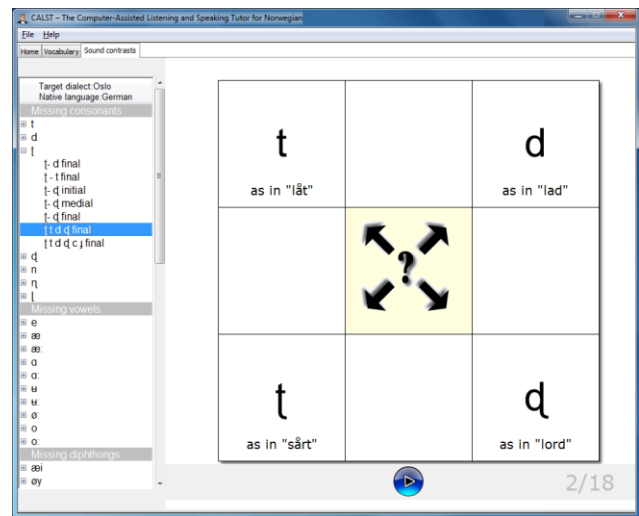 CALST – The Computer-Assisted Listening and Speaking Tutor for Norwegian
File Help
Home Vocabulary Sound contrasts
Target dialect:Oslo
Native language:German
Missing consonants
t
d
ʈ
ʈ- d final
ʈ - t final
ʈ- ɖ initial
ʈ- ɖ medial
ʈ- ɖ final
ʈ t d ɖ final
ʈ t d ɖ c ɟ final
ɖ
n
ɳ
ɭ
Missing vowels
e
æ
æ:
ɑ
ɑ:
ʉ
ʉ:
ø:
o
o:
Missing diphthongs
æi
øy
t d
as in "låt" as in "lad"
?
ʈ ɖ
as in "sårt" as in "lord"
2/18